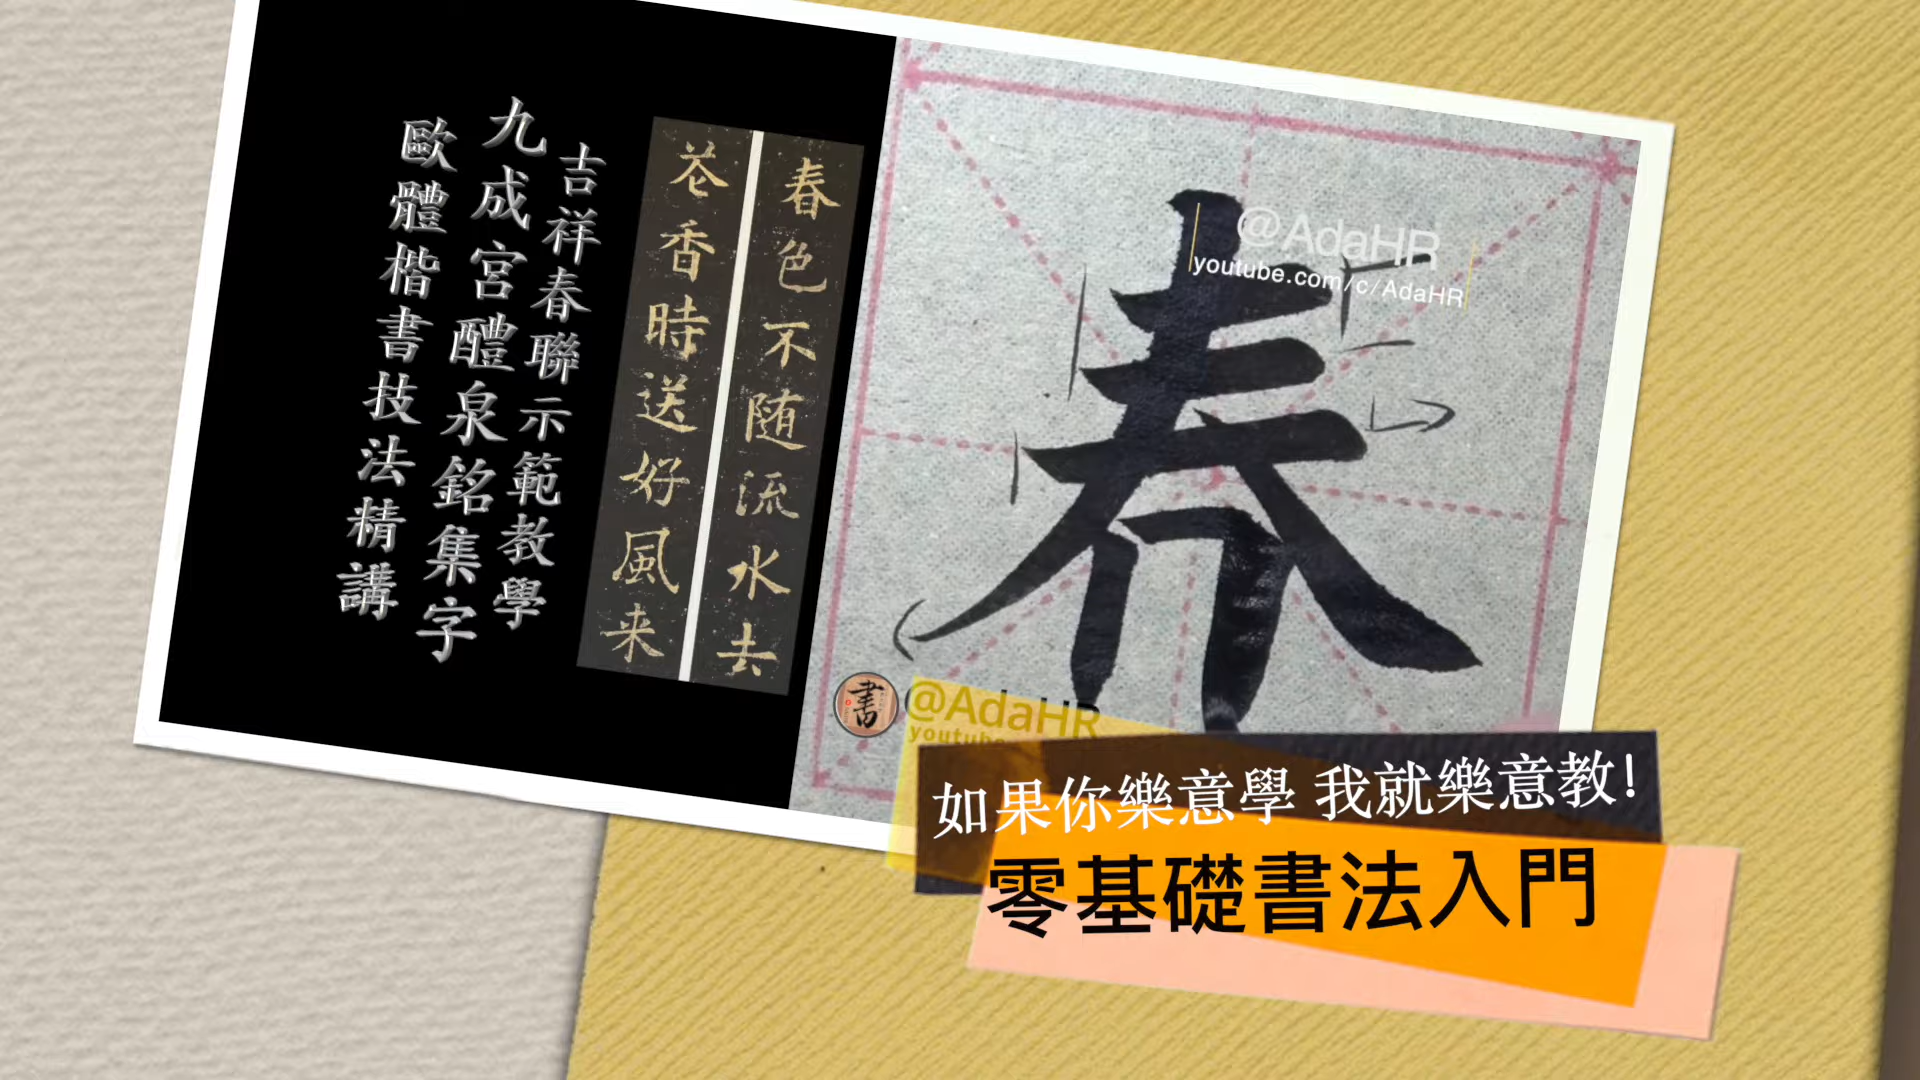 吉祥春聯示範教學
九成宮醴泉銘集字
歐體楷書技法精講
春色不随流水去
花香時送好風来
春
@AdaHR
youtube.com/c/AdaHR
書
@AdaHR
如果你樂意學 我就樂意教!
零基礎書法入門